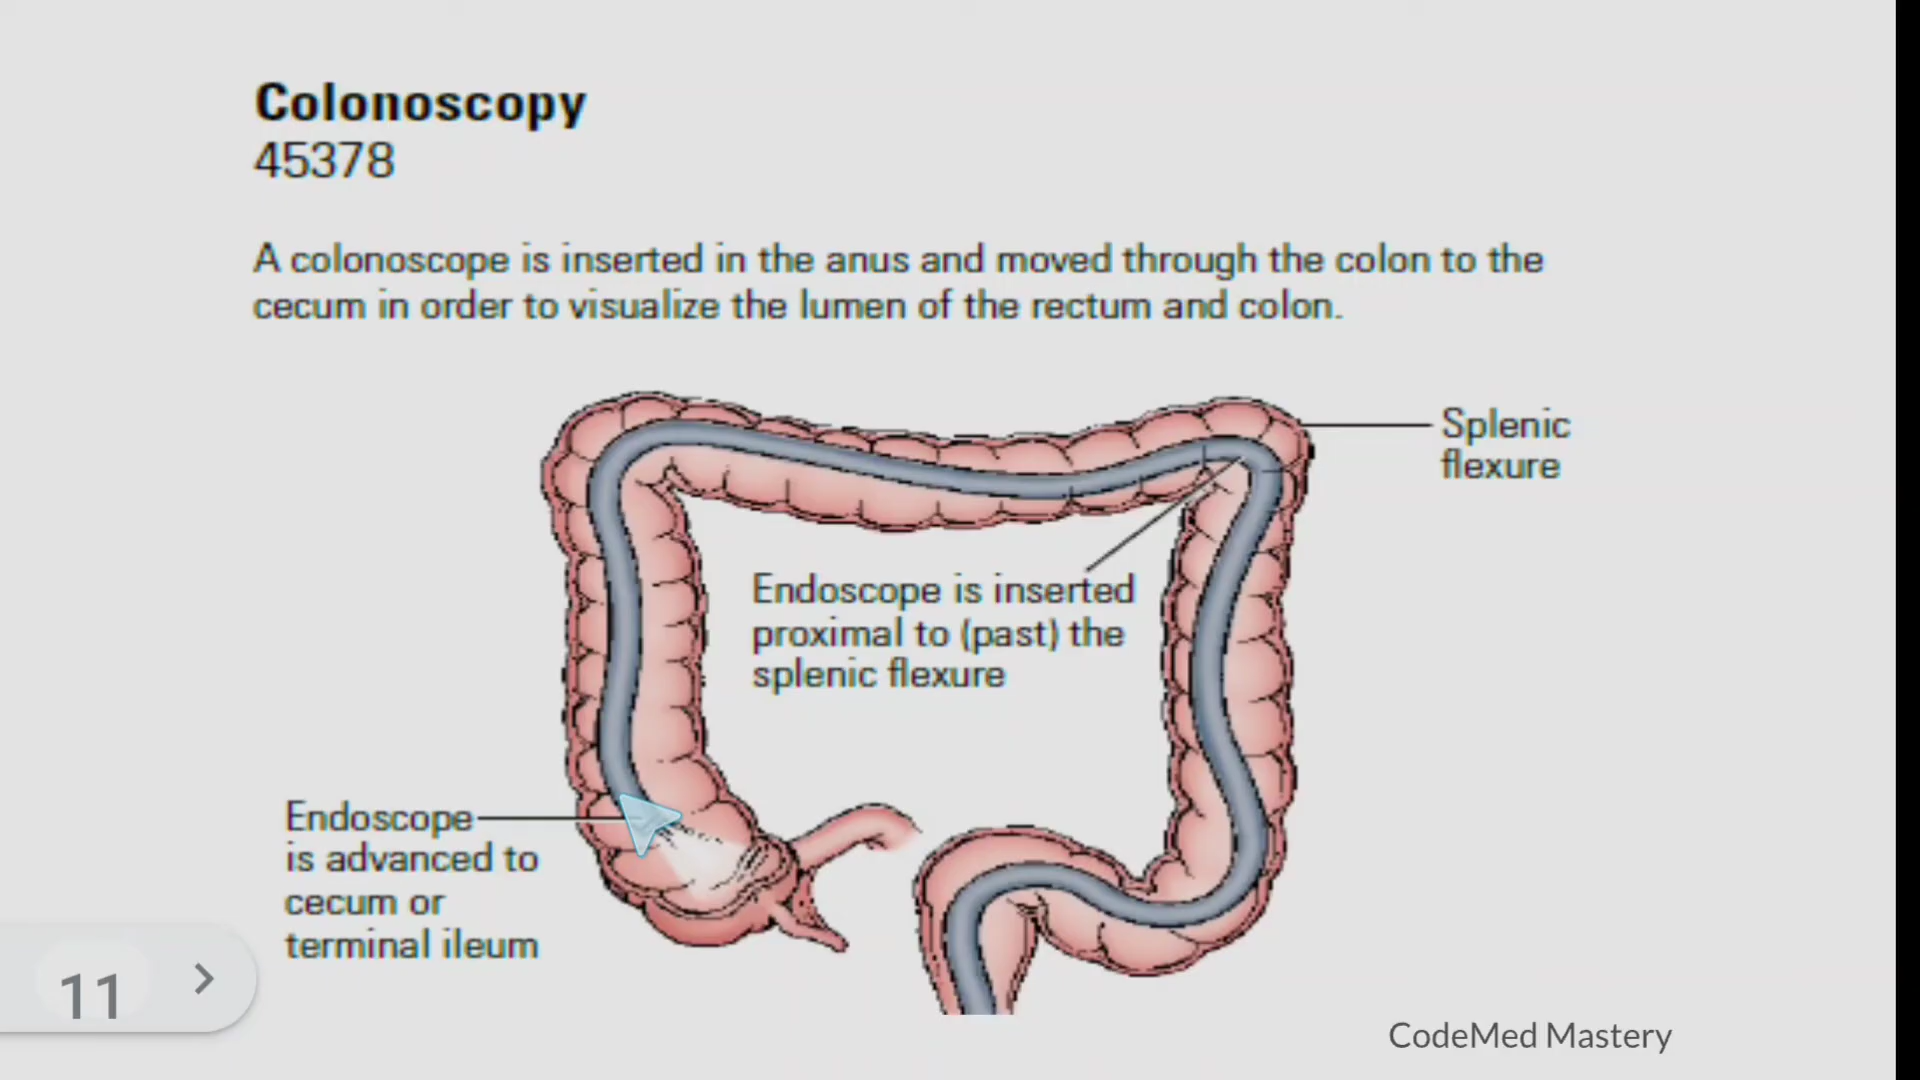 Colonoscopy
45378
A colonoscope is inserted in the anus and moved through the colon to the
cecum in order to visualize the lumen of the rectum and colon.
Splenic
flexure
Endoscope is inserted
proximal to (past) the
splenic flexure
Endoscope
is advanced to
cecum or
terminal ileum
11
CodeMed Mastery